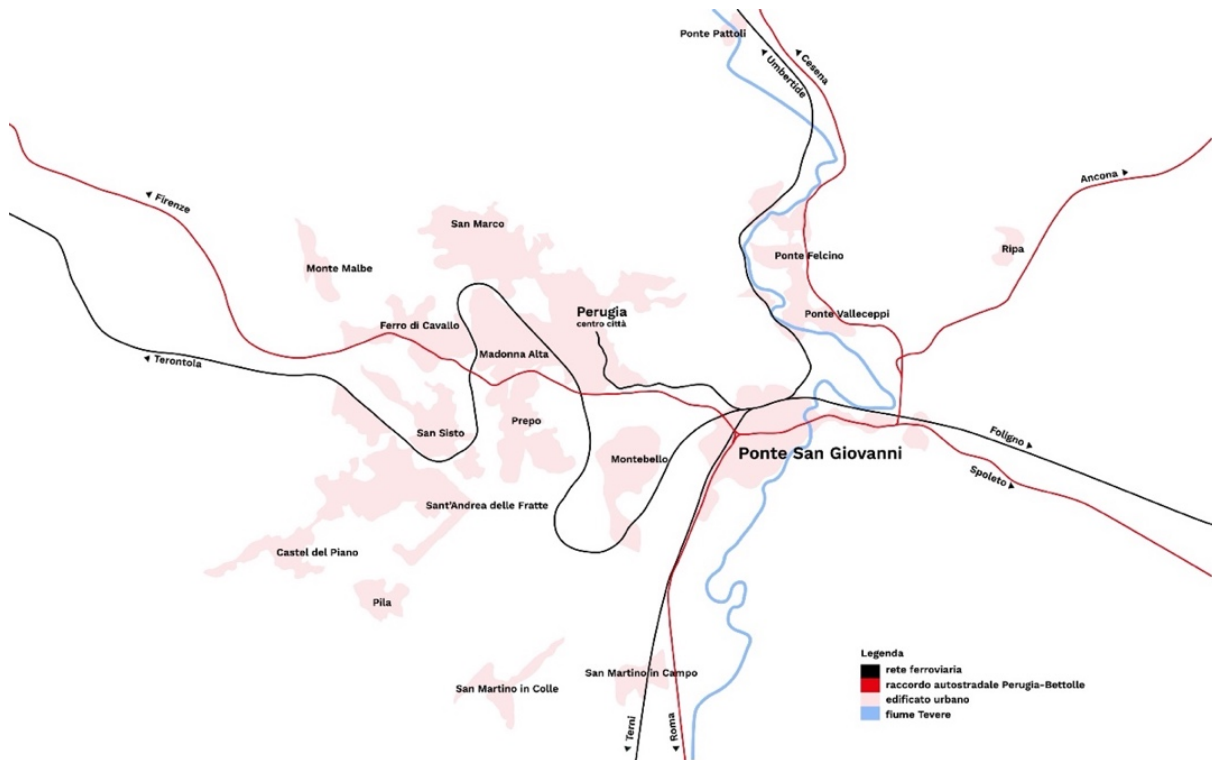 Ponte Pattoli
◄ Umbertide
◄ Cesena
Ancona ►
◄ Firenze
San Marco
Ripa
Monte Malbe
Ponte Felcino
Perugia
centro città
Ponte Valleceppi
Ferro di Cavallo
Madonna Alta
◄ Terontola
Prepo
San Sisto
Foligno ►
Montebello
Ponte San Giovanni
Spoleto ►
Sant'Andrea delle Fratte
Castel del Piano
Pila
Legenda
rete ferroviaria
raccordo autostradale Perugia-Bettolle
edificato urbano
fiume Tevere
San Martino in Campo
San Martino in Colle
◄ Terni
◄ Roma